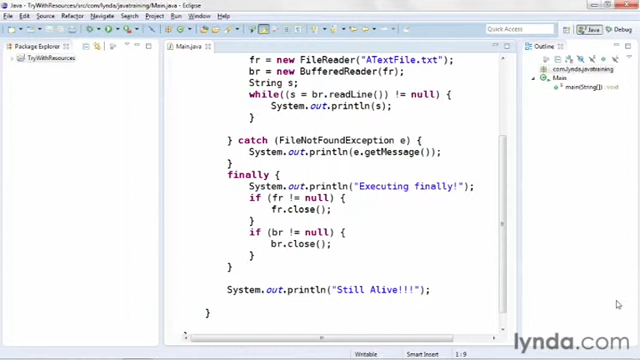 Java - TryWithResources/src/com/lynda/javatraining/Main.java - Eclipse
File Edit Source Refactor Navigate Search Project Run Window Help
Quick Access
Java
Debug
Package Explorer
Main.java
Outline
TryWithResources
com.lynda.javatraining
Main
main(String[]) : void
fr = new FileReader("ATextFile.txt");
br = new BufferedReader(fr);
String s;
while((s = br.readLine()) != null) {
System.out.println(s);
}
} catch (FileNotFoundException e) {
System.out.println(e.getMessage());
}
finally {
System.out.println("Executing finally!");
if (fr != null) {
fr.close();
}
if (br != null) {
br.close();
}
}
System.out.println("Still Alive!!!");
}
lynda.com
Writable
Smart Insert
1 : 9